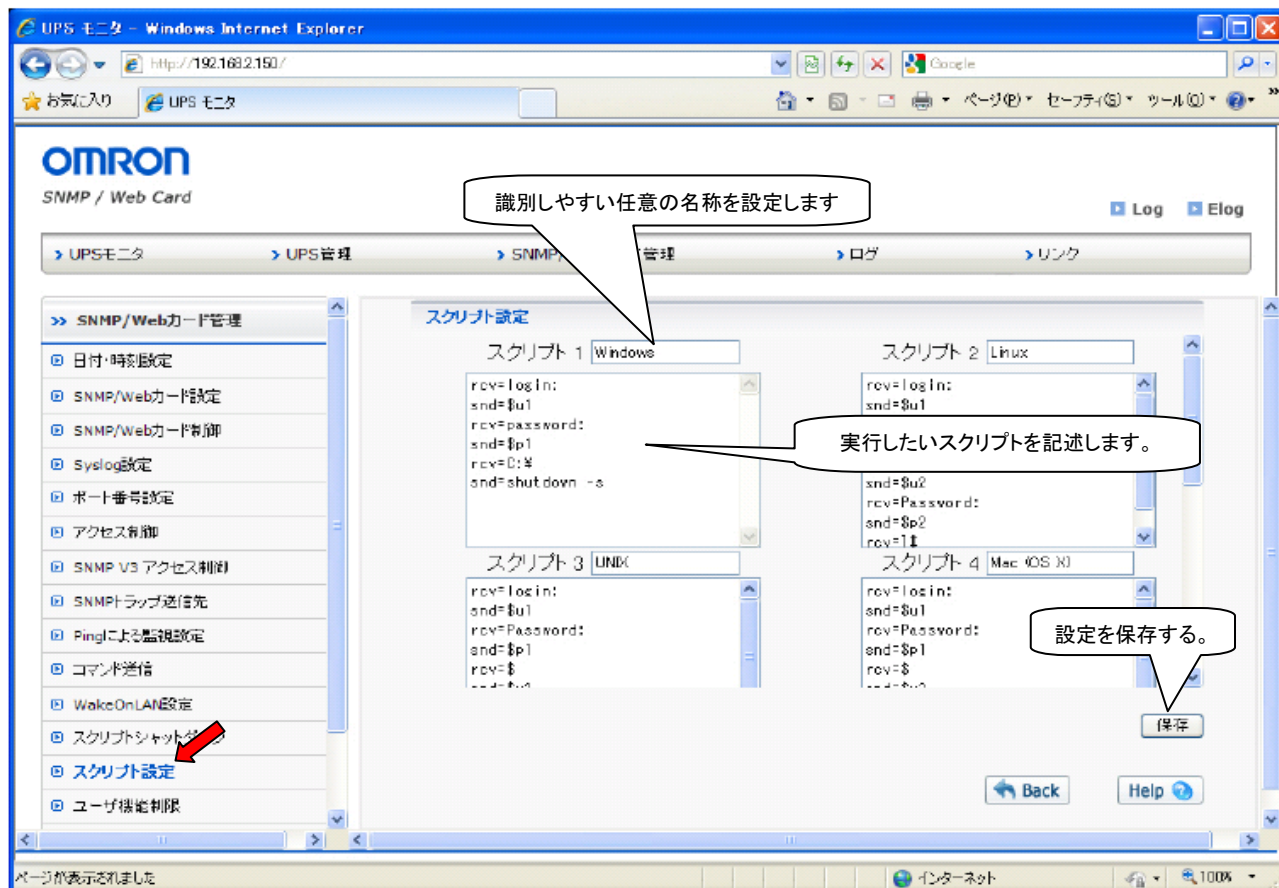 UPS モニタ - Windows Internet Explorer
http://192.168.2.150/
Google
お気に入り
UPS モニタ
ページ(P)
セーフティ(S)
ツール(O)
OMRON
SNMP / Web Card
識別しやすい任意の名称を設定します
Log
Elog
UPSモニタ
UPS管理
SNMP/
管理
ログ
リンク
SNMP/Webカード管理
日付・時刻設定
SNMP/Webカード設定
SNMP/Webカード制御
Syslog設定
ポート番号設定
アクセス制御
SNMP V3 アクセス制御
SNMPトラップ送信先
Pingによる監視設定
コマンド送信
WakeOnLAN設定
スクリプトシャット
スクリプト設定
ユーザ機能制限
スクリプト設定
スクリプト 1 Windows
rcv=login:
snd=$u1
rcv=password:
snd=$p1
rcv=C:¥
snd=shutdown -s
スクリプト 2 Linux
rcv=login:
snd=$u1
実行したいスクリプトを記述します。
snd=$u2
rcv=Password:
snd=$p2
スクリプト 3 UNIX
rcv=login:
snd=$u1
rcv=Password:
snd=$p1
rcv=$
スクリプト 4 Mac (OS X)
rcv=login:
snd=$u1
rcv=Password:
snd=$p1
rcv=$
設定を保存する。
保存
Back
Help
ページが表示されました
インターネット
100%